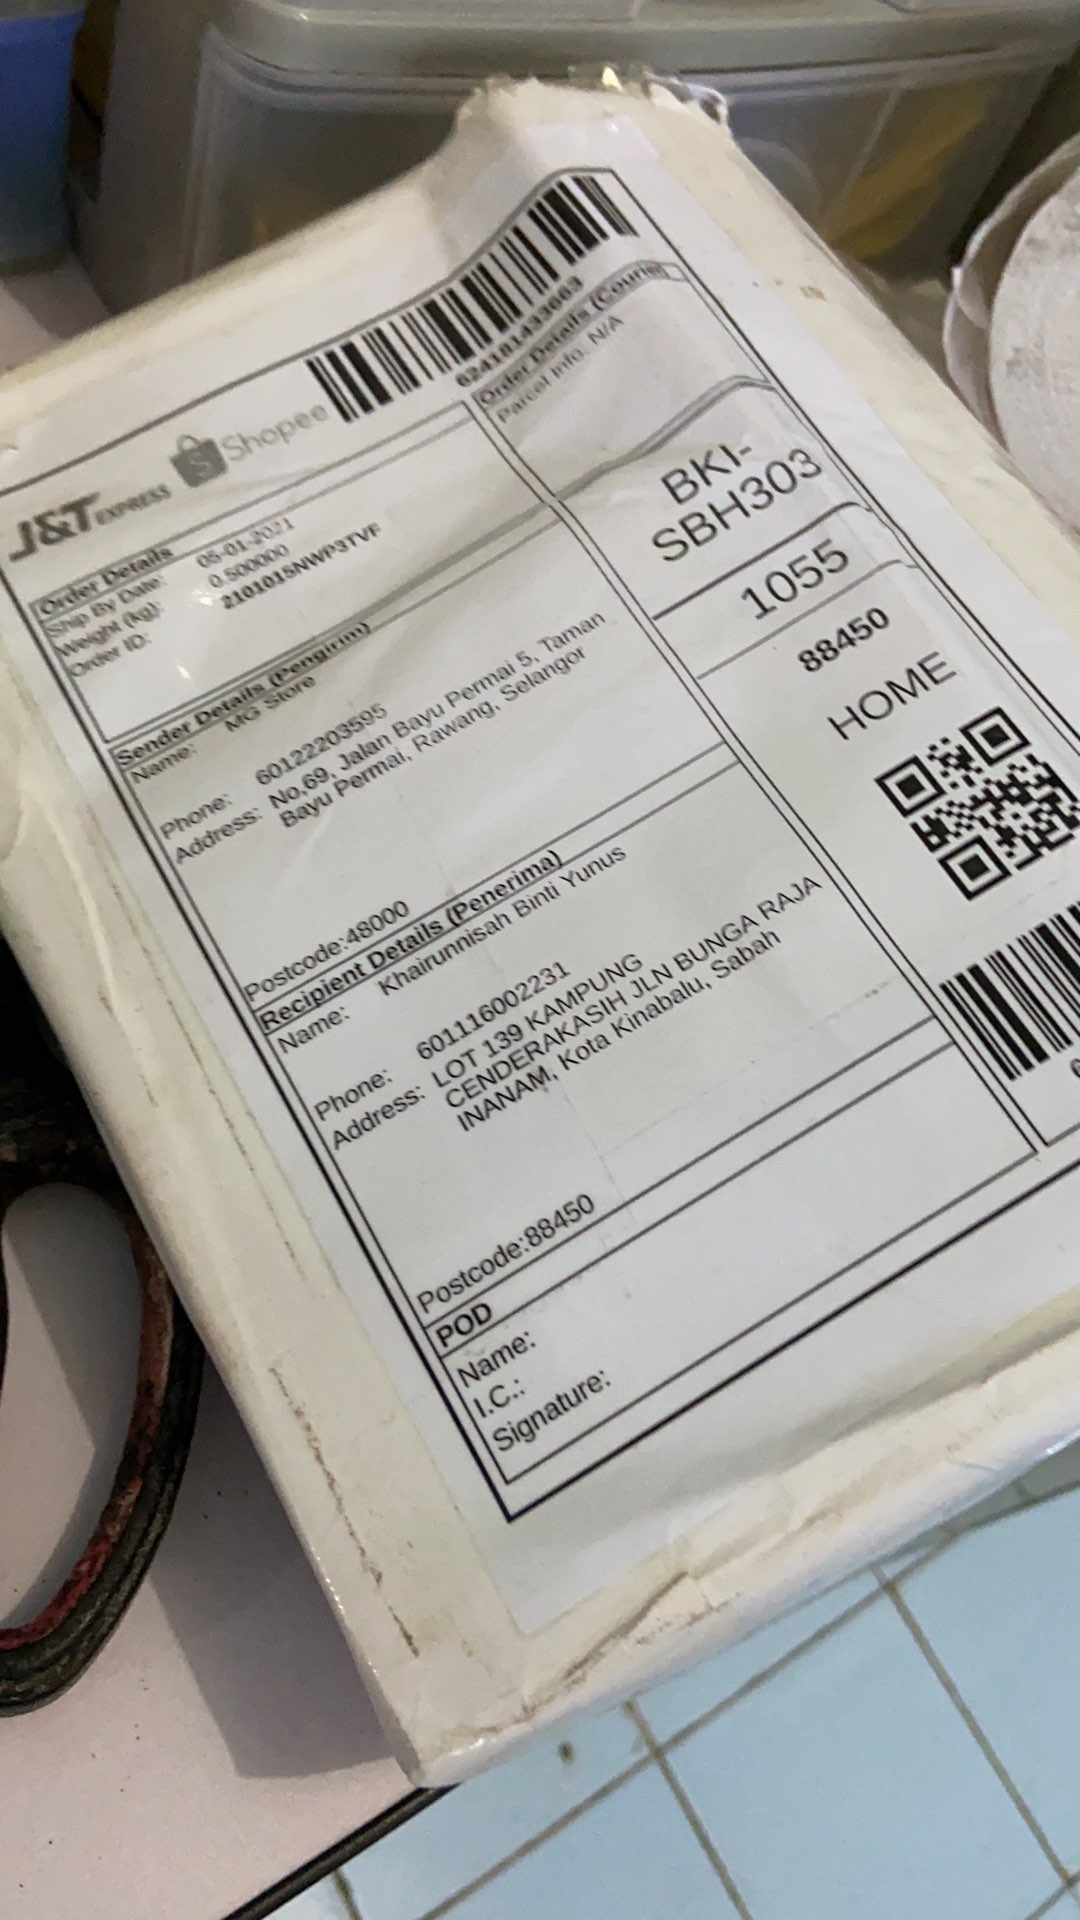 J&T EXPRESS Shopee
624181433663
Order Details
Ship By Date: 05-01-2021
Weight (kg): 0.500000
Order ID: 2101015NWP3TVF
Order Details (Courier)
Parcel Info: N/A
BKI-
SBH303
1055
88450
HOME
Sender Details (Pengirim)
Name: MG Store
Phone: 60122203595
Address: No,69, Jalan Bayu Permai 5, Taman
Bayu Permai, Rawang, Selangor
Postcode:48000
Recipient Details (Penerima)
Name: Khairunnisah Binti Yunus
Phone: 601116002231
Address: LOT 139 KAMPUNG
CENDERAKASIH JLN BUNGA RAJA
INANAM, Kota Kinabalu, Sabah
Postcode:88450
POD
Name:
I.C.:
Signature: